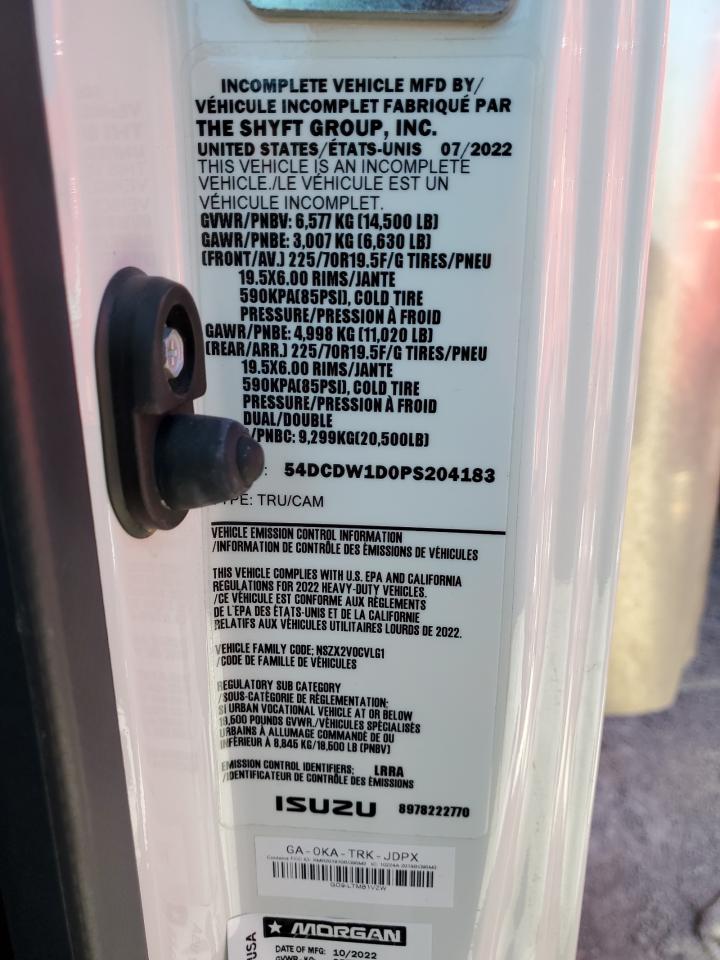 INCOMPLETE VEHICLE MFD BY/
VÉHICULE INCOMPLET FABRIQUÉ PAR
THE SHYFT GROUP, INC.
UNITED STATES/ÉTATS-UNIS 07/2022
THIS VEHICLE IS AN INCOMPLETE
VEHICLE./LE VÉHICULE EST UN
VÉHICULE INCOMPLET.
GVWR/PNBV: 6,577 KG (14,500 LB)
GAWR/PNBE: 3,007 KG (6,630 LB)
(FRONT/AV.) 225/70R19.5F/G TIRES/PNEU
19.5X6.00 RIMS/JANTE
590KPA(85PSI), COLD TIRE
PRESSURE/PRESSION À FROID
GAWR/PNBE: 4,998 KG (11,020 LB)
(REAR/ARR.) 225/70R19.5F/G TIRES/PNEU
19.5X6.00 RIMS/JANTE
590KPA(85PSI), COLD TIRE
PRESSURE/PRESSION À FROID
DUAL/DOUBLE
/PNBC: 9,299KG(20,500LB)
: 54DCDW1D0PS204183
TYPE: TRU/CAM
VEHICLE EMISSION CONTROL INFORMATION
/INFORMATION DE CONTRÔLE DES ÉMISSIONS DE VÉHICULES
THIS VEHICLE COMPLIES WITH U.S. EPA AND CALIFORNIA
REGULATIONS FOR 2022 HEAVY-DUTY VEHICLES.
/CE VÉHICULE EST CONFORME AUX RÈGLEMENTS
DE L'EPA DES ÉTATS-UNIS ET DE LA CALIFORNIE
RELATIFS AUX VÉHICULES UTILITAIRES LOURDS DE 2022.
VEHICLE FAMILY CODE: NSZX2VOCVLG1
/CODE DE FAMILLE DE VÉHICULES
REGULATORY SUB CATEGORY
/SOUS-CATÉGORIE DE RÉGLEMENTATION:
SI URBAN VOCATIONAL VEHICLE AT OR BELOW
19,500 POUNDS GVWR./VÉHICULES SPÉCIALISÉS
URBAINS À ALLUMAGE COMMANDÉ DE OU
INFÉRIEUR À 8,845 KG/19,500 LB (PNBV)
EMISSION CONTROL IDENTIFIERS: LRRA
/IDENTIFICATEUR DE CONTRÔLE DES ÉMISSIONS
ISUZU 8978222770
GA-0KA-TRK-JDPX
GO9-LTMB1VZW
MORGAN
USA
DATE OF MFG: 10/2022